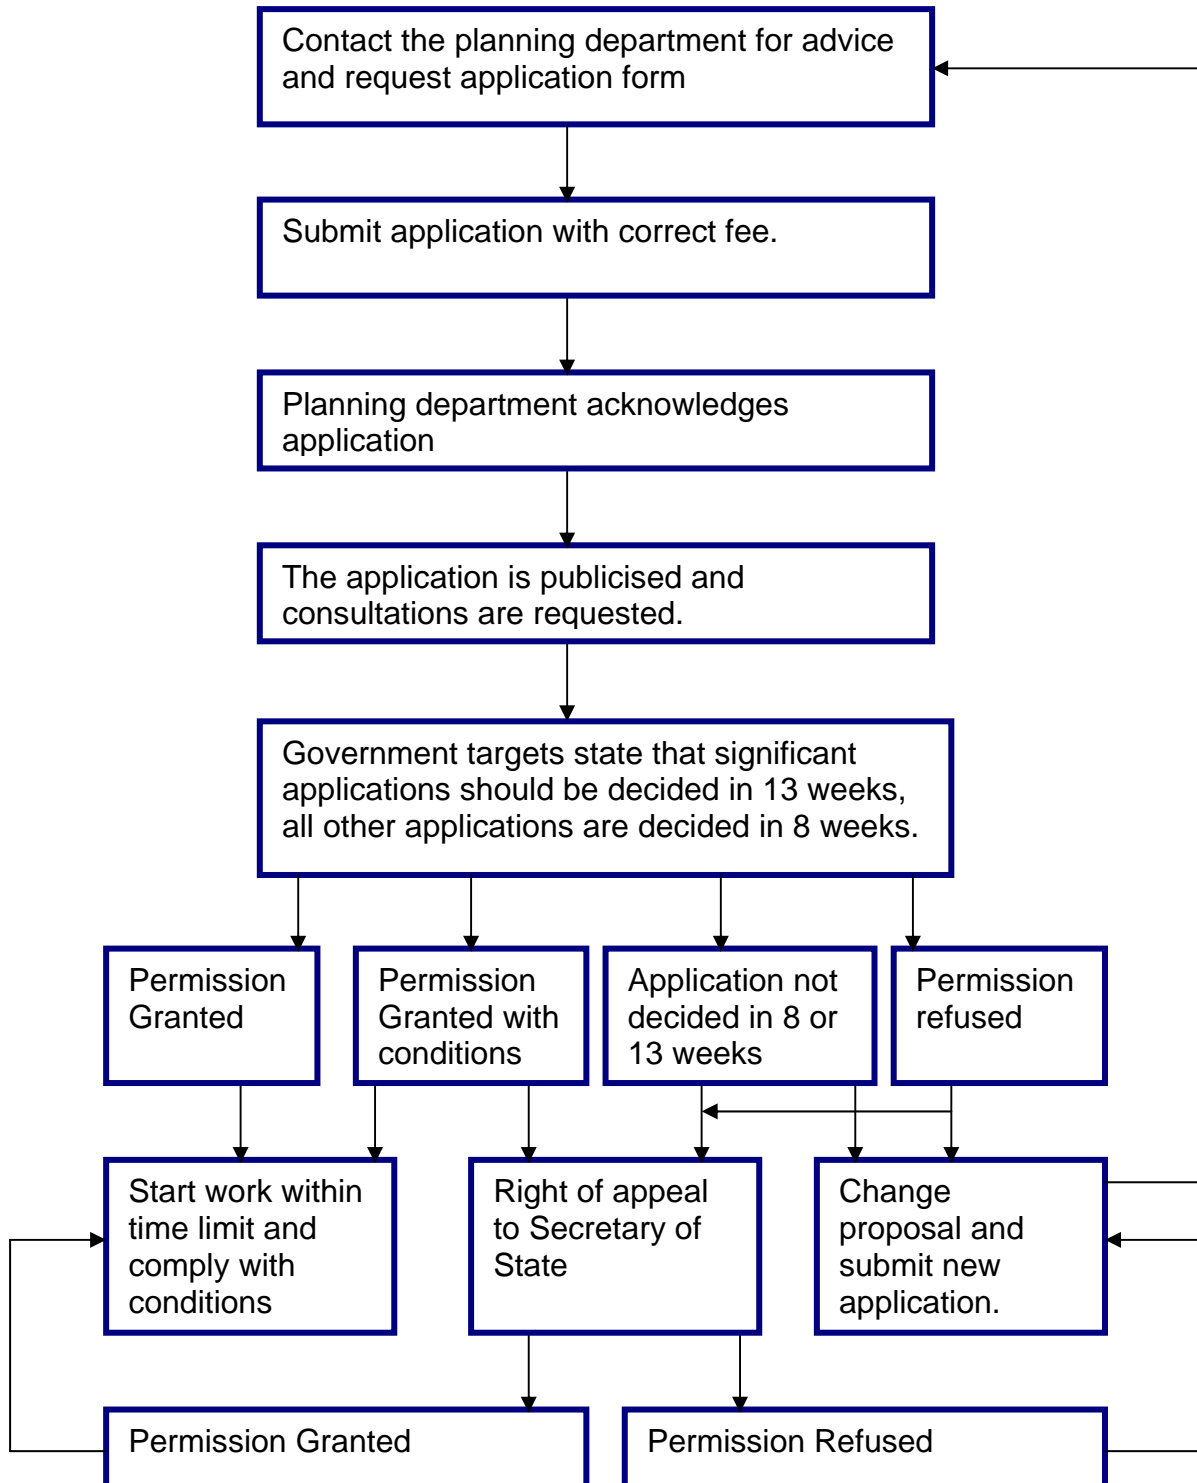 Contact the planning department for advice
and request application form
Submit application with correct fee.
Planning department acknowledges
application
The application is publicised and
consultations are requested.
Government targets state that significant
applications should be decided in 13 weeks,
all other applications are decided in 8 weeks.
Permission
Granted
Permission
Granted with
conditions
Application not
decided in 8 or
13 weeks
Permission
refused
Start work within
time limit and
comply with
conditions
Right of appeal
to Secretary of
State
Change
proposal and
submit new
application.
Permission Granted
Permission Refused